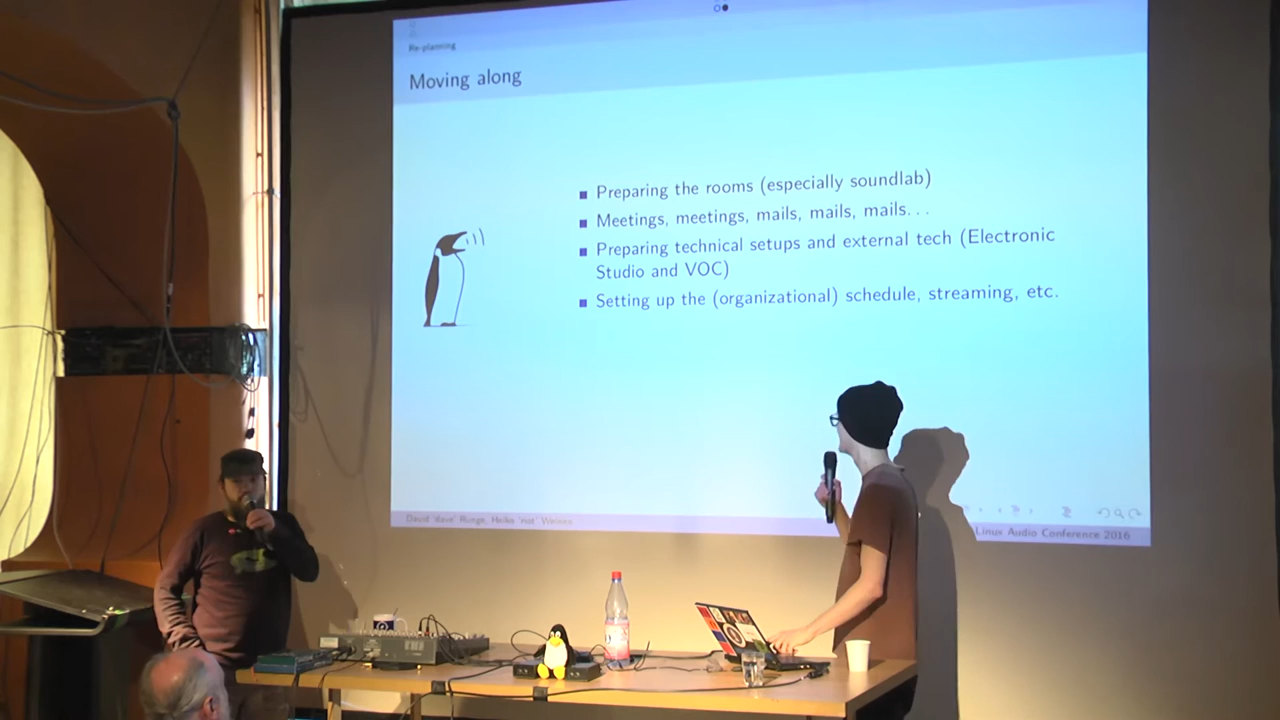 Re-planning
Moving along
Preparing the rooms (especially soundlab)
Meetings, meetings, mails, mails, mails...
Preparing technical setups and external tech (Electronic
Studio and VOC)
Setting up the (organizational) schedule, streaming, etc.
David 'dave' Runge, Heiko
Linux Audio Conference 2016